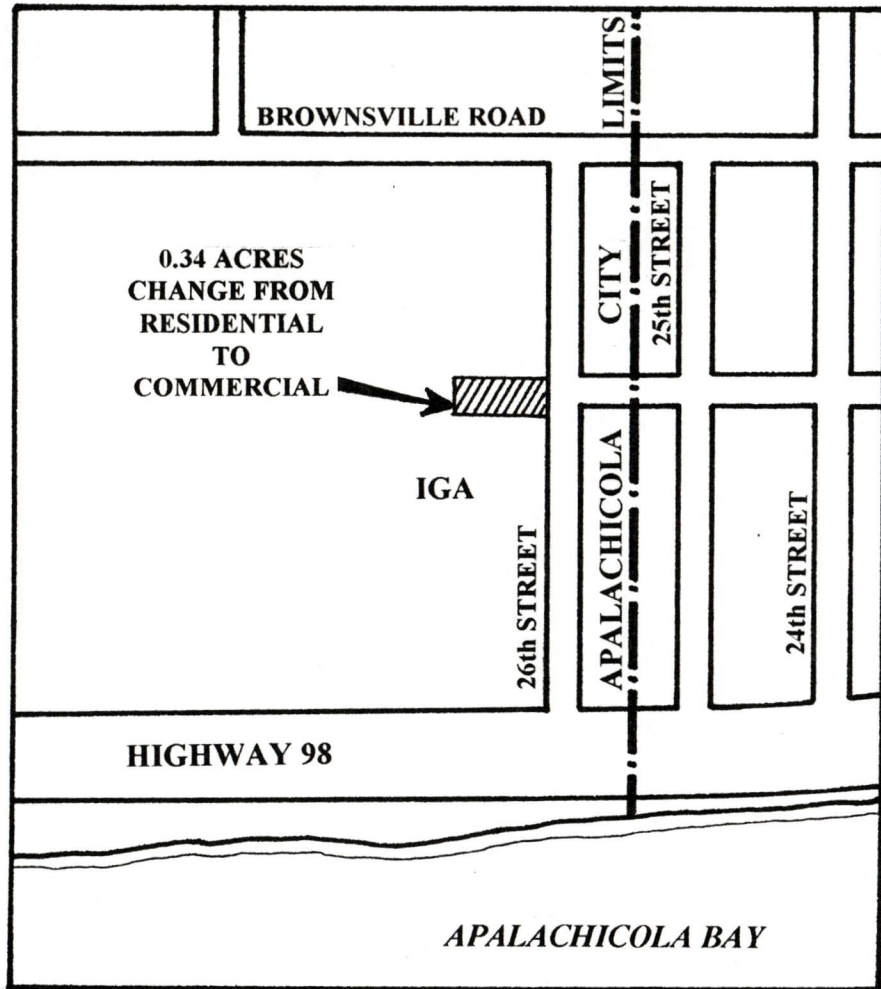 BROWNSVILLE ROAD
APALACHICOLA CITY LIMITS
0.34 ACRES
CHANGE FROM
RESIDENTIAL
TO
COMMERCIAL
25th STREET
IGA
26th STREET
24th STREET
HIGHWAY 98
APALACHICOLA BAY